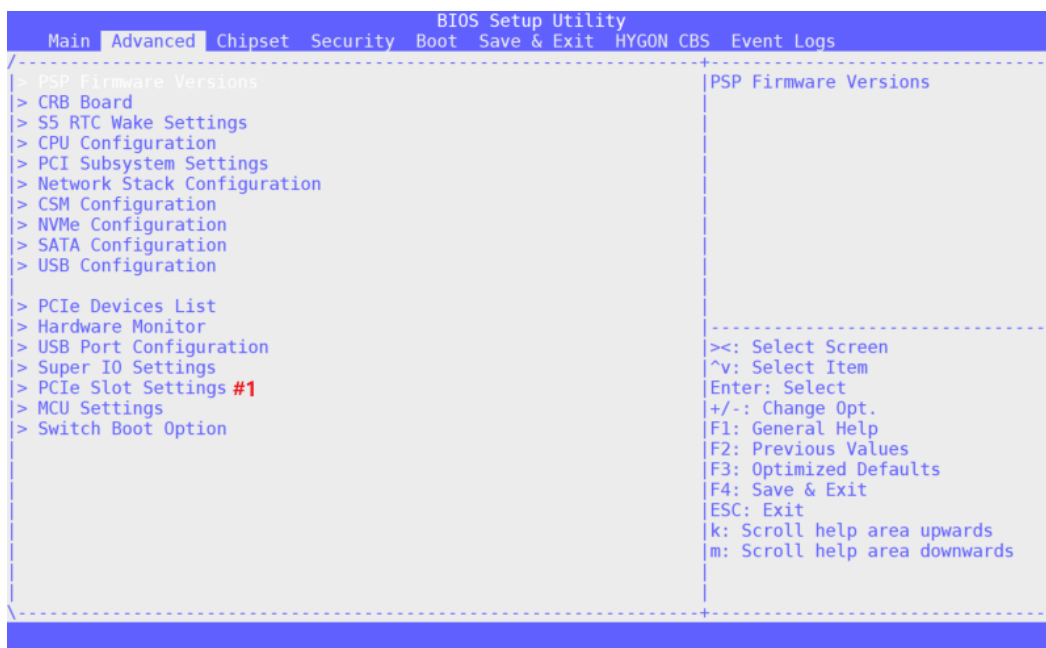 BIOS Setup Utility
Main Advanced Chipset Security Boot Save & Exit HYGON CBS Event Logs
> PSP Firmware Versions
> CRB Board
> S5 RTC Wake Settings
> CPU Configuration
> PCI Subsystem Settings
> Network Stack Configuration
> CSM Configuration
> NVMe Configuration
> SATA Configuration
> USB Configuration
> PCIe Devices List
> Hardware Monitor
> USB Port Configuration
> Super IO Settings
> PCIe Slot Settings #1
> MCU Settings
> Switch Boot Option
PSP Firmware Versions
><: Select Screen
^v: Select Item
Enter: Select
+/-: Change Opt.
F1: General Help
F2: Previous Values
F3: Optimized Defaults
F4: Save & Exit
ESC: Exit
k: Scroll help area upwards
m: Scroll help area downwards